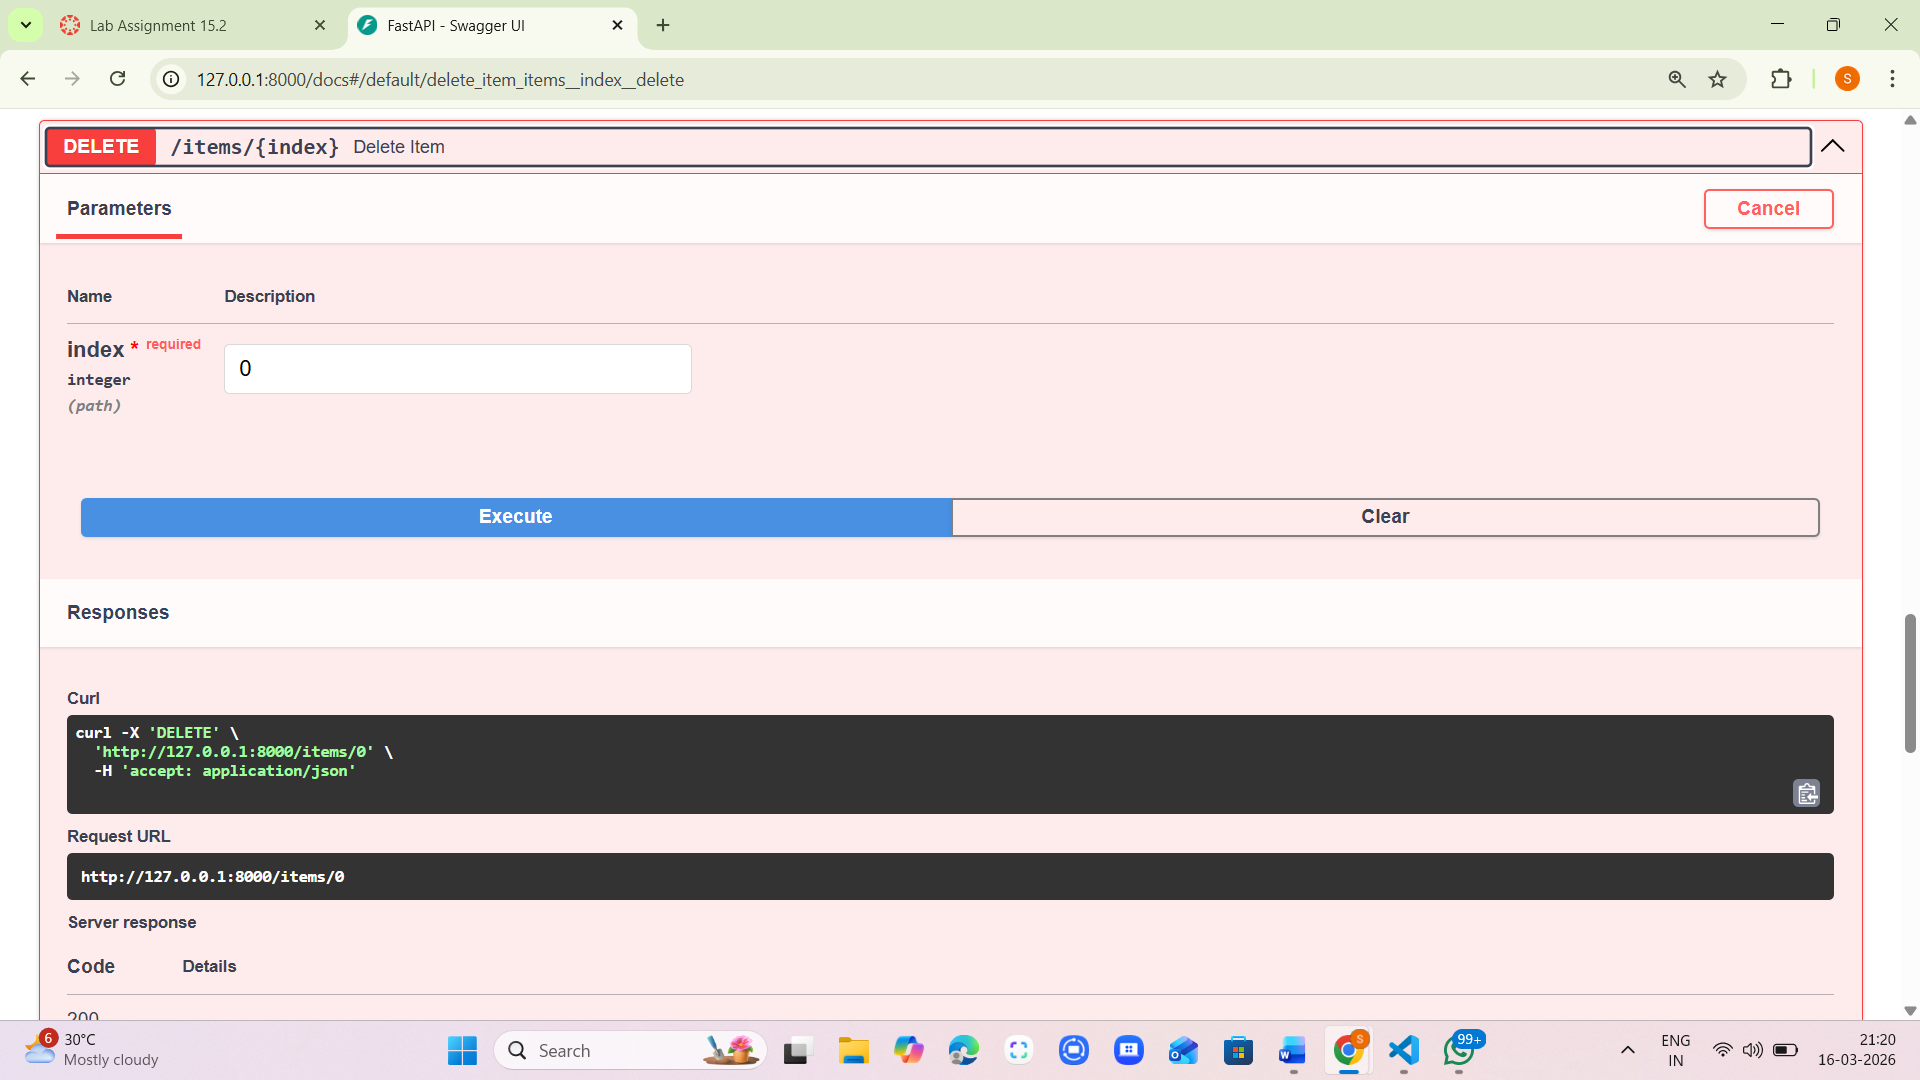 Lab Assignment 15.2
FastAPI - Swagger UI
127.0.0.1:8000/docs#/default/delete_item_items__index__delete
S
DELETE /items/{index} Delete Item
Parameters
Cancel
Name Description
index * required
integer
(path)
0
Execute
Clear
Responses
Curl
curl -X 'DELETE' \
'http://127.0.0.1:8000/items/0' \
-H 'accept: application/json'
Request URL
http://127.0.0.1:8000/items/0
Server response
Code Details
200
6
30°C
Mostly cloudy
Search
S
99+
ENG
IN
21:20
16-03-2026